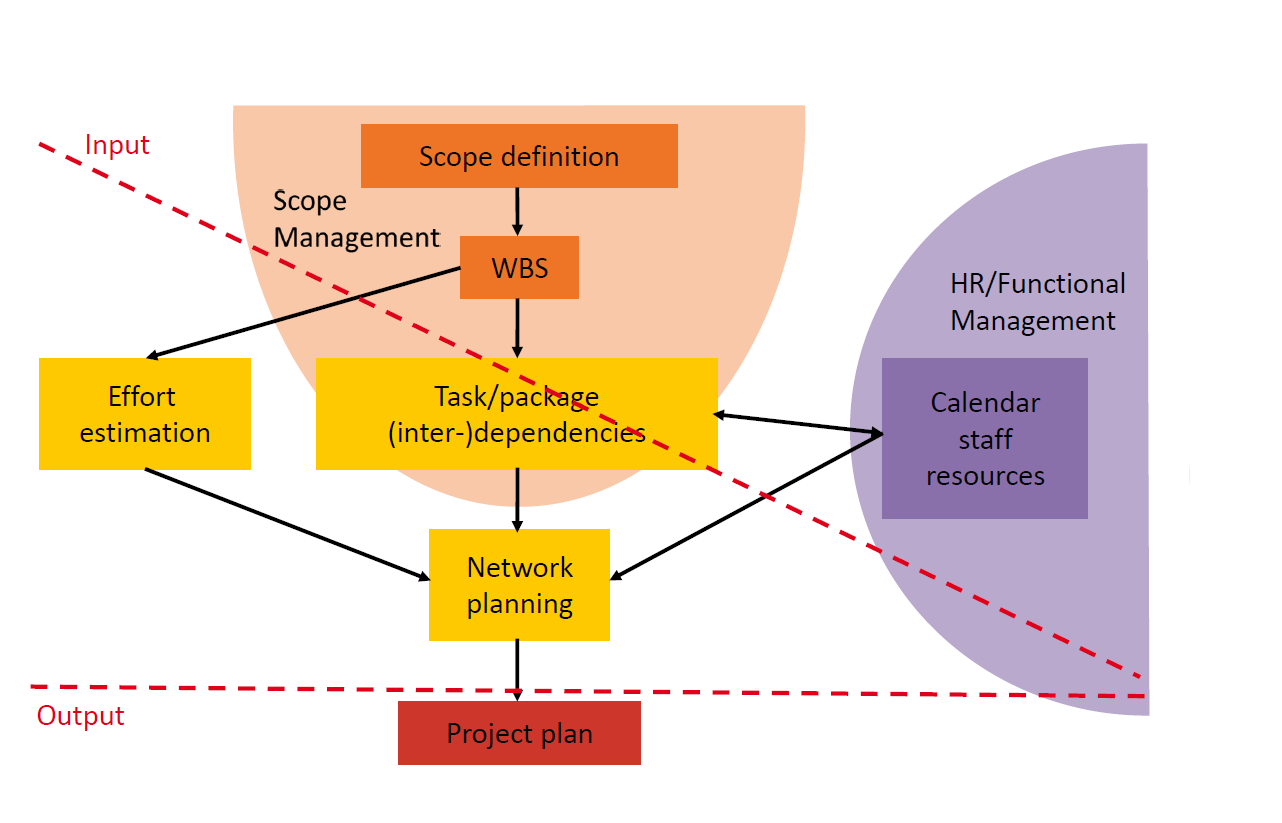 Input
Scope definition
Scope
Management
WBS
HR/Functional
Management
Effort
estimation
Task/package
(inter-)dependencies
Calendar
staff
resources
Network
planning
Output
Project plan